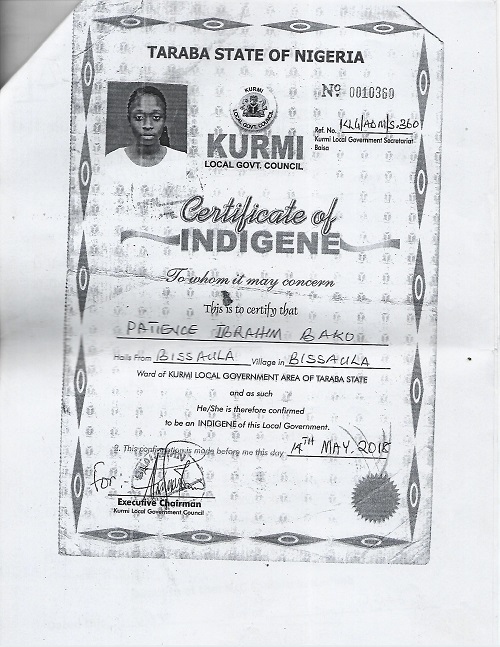 TARABA STATE OF NIGERIA
Nº 0010360
KURMI
LOCAL GOVT. COUNCIL
Ref. No. KLG/ADM/S.360
Kurmi Local Government Secretariat
Baisa
KURMI
LOCAL GOVT. COUNCIL
Certificate of
INDIGENE
To whom it may concern
This is to certify that
PATIENCE IBRAHIM BAKO
Hails From BISSAULA Village in BISSAULA
Ward of KURMI LOCAL GOVERNMENT AREA OF TARABA STATE
and as such
He/She is therefore confirmed
to be an INDIGENE of this Local Government.
2. This confirmation is made before me this day 14TH MAY. 2018
for:-
Executive Chairman
Kurmi Local Government Council